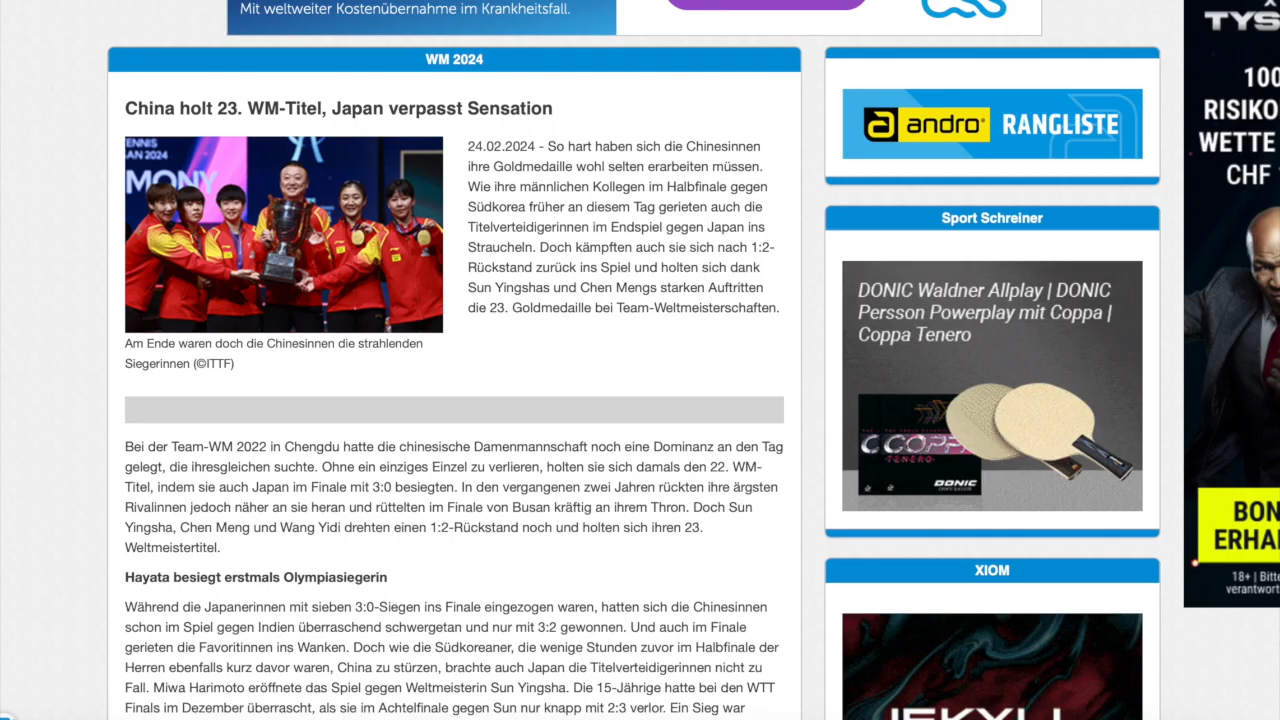 Mit weltweiter Kostenübernahme im Krankheitsfall.
WM 2024
China holt 23. WM-Titel, Japan verpasst Sensation
24.02.2024 - So hart haben sich die Chinesinnen
ihre Goldmedaille wohl selten erarbeiten müssen.
Wie ihre männlichen Kollegen im Halbfinale gegen
Südkorea früher an diesem Tag gerieten auch die
Titelverteidigerinnen im Endspiel gegen Japan ins
Straucheln. Doch kämpften auch sie sich nach 1:2-
Rückstand zurück ins Spiel und holten sich dank
Sun Yingshas und Chen Mengs starken Auftritten
die 23. Goldmedaille bei Team-Weltmeisterschaften.
ENNIS
AN 2024
MONY
Am Ende waren doch die Chinesinnen die strahlenden
Siegerinnen (©ITTF)
Bei der Team-WM 2022 in Chengdu hatte die chinesische Damenmannschaft noch eine Dominanz an den Tag
gelegt, die ihresgleichen suchte. Ohne ein einziges Einzel zu verlieren, holten sie sich damals den 22. WM-
Titel, indem sie auch Japan im Finale mit 3:0 besiegten. In den vergangenen zwei Jahren rückten ihre ärgsten
Rivalinnen jedoch näher an sie heran und rüttelten im Finale von Busan kräftig an ihrem Thron. Doch Sun
Yingsha, Chen Meng und Wang Yidi drehten einen 1:2-Rückstand noch und holten sich ihren 23.
Weltmeistertitel.
Hayata besiegt erstmals Olympiasiegerin
Während die Japanerinnen mit sieben 3:0-Siegen ins Finale eingezogen waren, hatten sich die Chinesinnen
schon im Spiel gegen Indien überraschend schwergetan und nur mit 3:2 gewonnen. Und auch im Finale
gerieten die Favoritinnen ins Wanken. Doch wie die Südkoreaner, die wenige Stunden zuvor im Halbfinale der
Herren ebenfalls kurz davor waren, China zu stürzen, brachte auch Japan die Titelverteidigerinnen nicht zu
Fall. Miwa Harimoto eröffnete das Spiel gegen Weltmeisterin Sun Yingsha. Die 15-Jährige hatte bei den WTT
Finals im Dezember überrascht, als sie im Achtelfinale gegen Sun nur knapp mit 2:3 verlor. Ein Sieg war
andro RANGLISTE
Sport Schreiner
DONIC Waldner Allplay | DONIC
Persson Powerplay mit Coppa |
Coppa Tenero
COPPA
TENERO
DONIC
XIOM
JEKYLL
X
TYS
100
RISIKO
WETTE
CHF
BON
ERHA
18+ | Bitte
verantwort